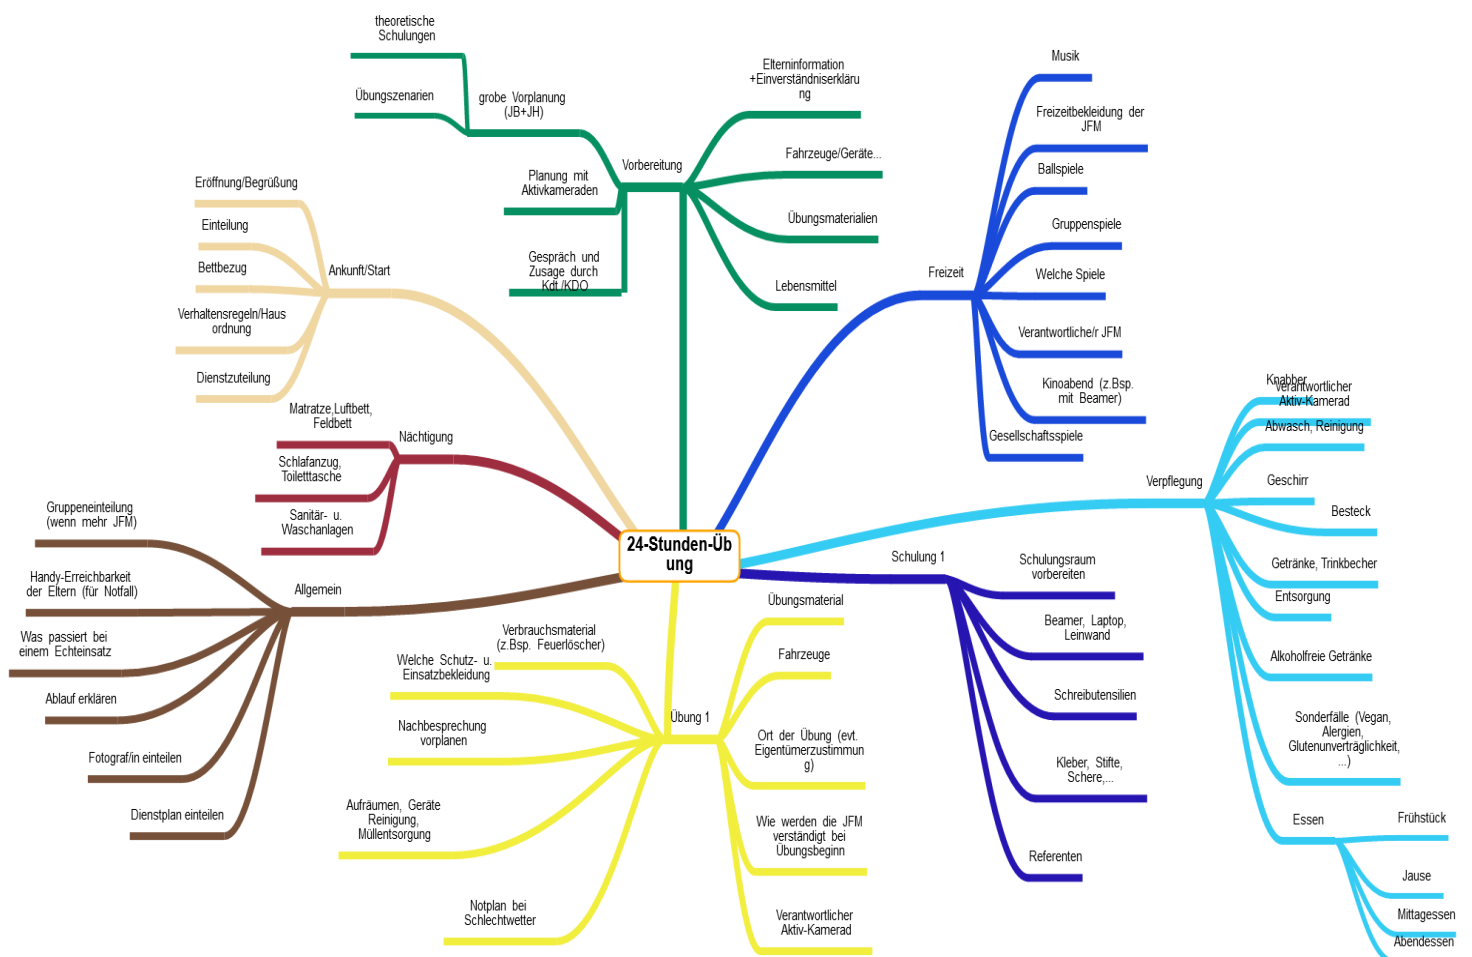 24-Stunden-Üb
ung
Vorbereitung
grobe Vorplanung
(JB+JH)
theoretische
Schulungen
Übungszenarien
Planung mit
Aktivkameraden
Gespräch und
Zusage durch
Kdt./KDO
Elterninformation
+Einverständniserkläru
ng
Fahrzeuge/Geräte...
Übungsmaterialien
Lebensmittel
Freizeit
Musik
Freizeitbekleidung der
JFM
Ballspiele
Gruppenspiele
Welche Spiele
Verantwortliche/r JFM
Kinoabend (z.Bsp.
mit Beamer)
Gesellschaftsspiele
Verpflegung
Knabber
Verantwortlicher
Aktiv-Kamerad
Abwasch, Reinigung
Geschirr
Besteck
Getränke, Trinkbecher
Entsorgung
Alkoholfreie Getränke
Sonderfälle (Vegan,
Alergien,
Glutenunverträglichkeit,
...)
Essen
Frühstück
Jause
Mittagessen
Abendessen
Schulung 1
Schulungsraum
vorbereiten
Beamer, Laptop,
Leinwand
Schreibutensilien
Kleber, Stifte,
Schere,...
Referenten
Übung 1
Übungsmaterial
Fahrzeuge
Ort der Übung (evt.
Eigentümerzustimmun
g)
Wie werden die JFM
verständigt bei
Übungsbeginn
Verantwortlicher
Aktiv-Kamerad
Verbrauchsmaterial
(z.Bsp. Feuerlöscher)
Welche Schutz- u.
Einsatzbekleidung
Nachbesprechung
vorplanen
Aufräumen, Geräte
Reinigung,
Müllentsorgung
Notplan bei
Schlechtwetter
Allgemein
Gruppeneinteilung
(wenn mehr JFM)
Handy-Erreichbarkeit
der Eltern (für Notfall)
Was passiert bei
einem Echteinsatz
Ablauf erklären
Fotograf/in einteilen
Dienstplan einteilen
Nächtigung
Matratze,Luftbett,
Feldbett
Schlafanzug,
Toiletttasche
Sanitär- u.
Waschanlagen
Ankunft/Start
Eröffnung/Begrüßung
Einteilung
Bettbezug
Verhaltensregeln/Haus
ordnung
Dienstzuteilung